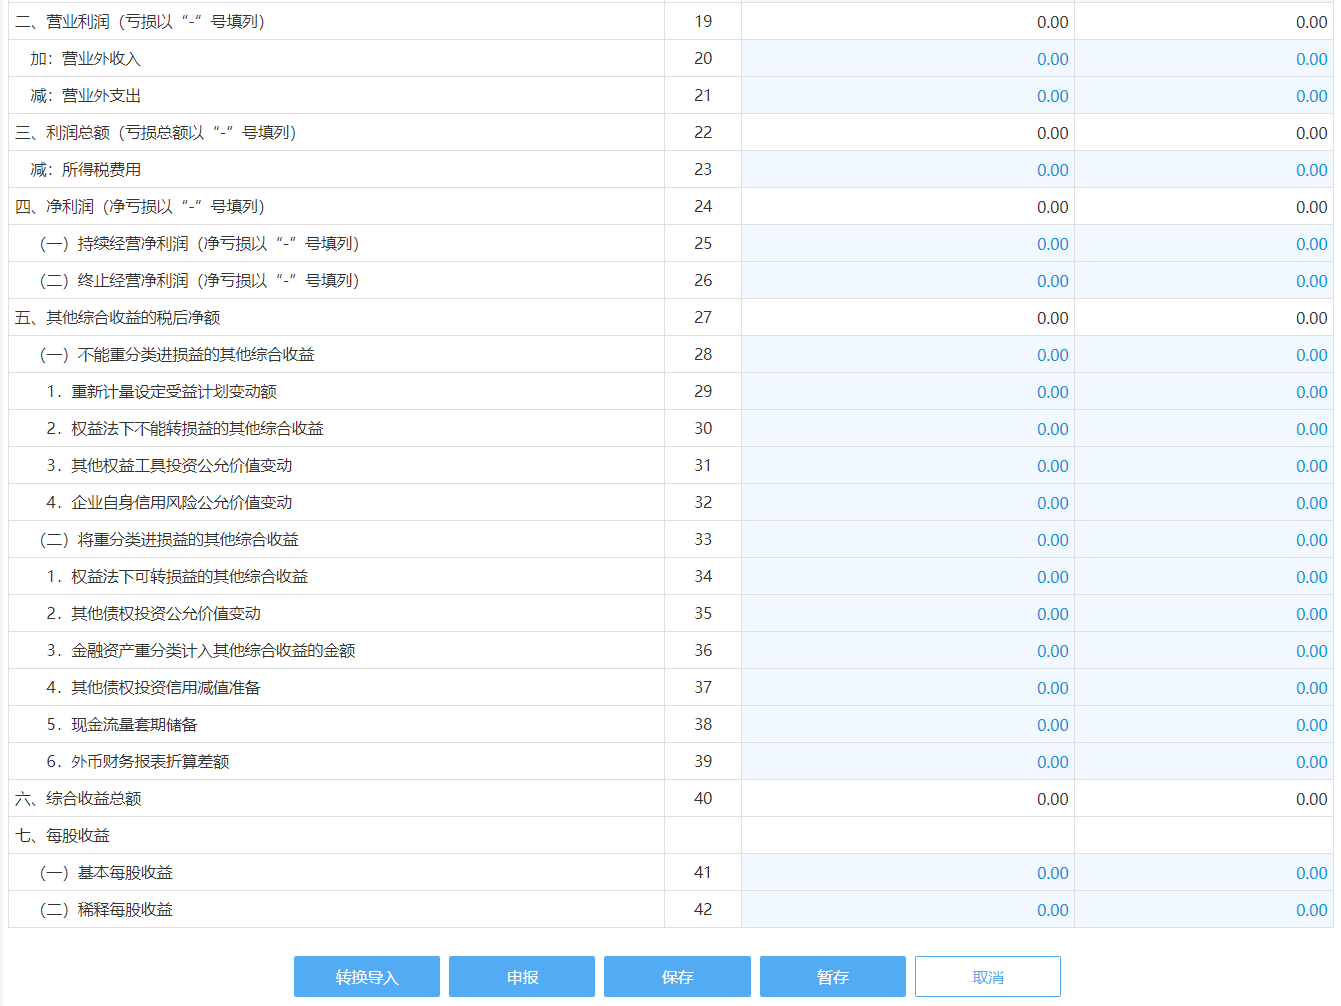 二、营业利润（亏损以“-”号填列） 19 0.00 0.00
加：营业外收入 20 0.00 0.00
减：营业外支出 21 0.00 0.00
三、利润总额（亏损总额以“-”号填列） 22 0.00 0.00
减：所得税费用 23 0.00 0.00
四、净利润（净亏损以“-”号填列） 24 0.00 0.00
（一）持续经营净利润（净亏损以“-”号填列） 25 0.00 0.00
（二）终止经营净利润（净亏损以“-”号填列） 26 0.00 0.00
五、其他综合收益的税后净额 27 0.00 0.00
（一）不能重分类进损益的其他综合收益 28 0.00 0.00
1．重新计量设定受益计划变动额 29 0.00 0.00
2．权益法下不能转损益的其他综合收益 30 0.00 0.00
3．其他权益工具投资公允价值变动 31 0.00 0.00
4．企业自身信用风险公允价值变动 32 0.00 0.00
（二）将重分类进损益的其他综合收益 33 0.00 0.00
1．权益法下可转损益的其他综合收益 34 0.00 0.00
2．其他债权投资公允价值变动 35 0.00 0.00
3．金融资产重分类计入其他综合收益的金额 36 0.00 0.00
4．其他债权投资信用减值准备 37 0.00 0.00
5．现金流量套期储备 38 0.00 0.00
6．外币财务报表折算差额 39 0.00 0.00
六、综合收益总额 40 0.00 0.00
七、每股收益
（一）基本每股收益 41 0.00 0.00
（二）稀释每股收益 42 0.00 0.00
转换导入 申报 保存 暂存 取消